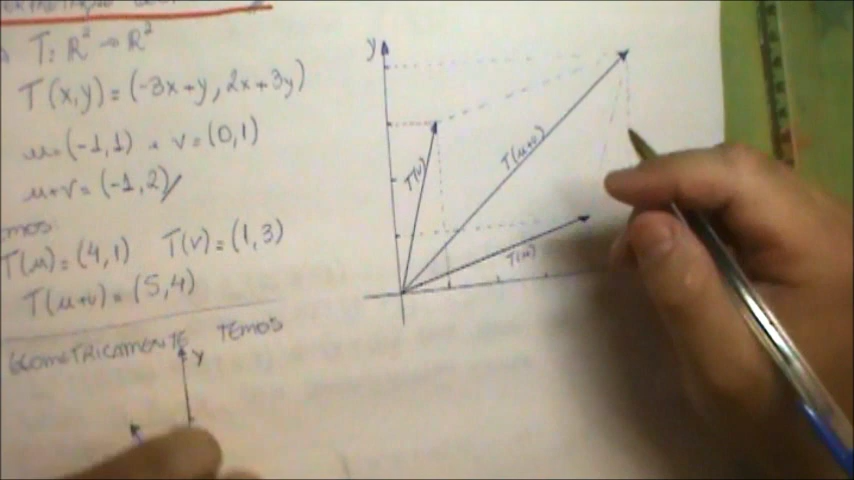 T: R² → R²
T(x,y) = (-3x+y, 2x+3y)
u = (-1,1) e v = (0,1)
u+v = (-1,2)
T(u) = (4,1) T(v) = (1,3)
T(u+v) = (5,4)
GEOMETRICAMENTE TEMOS
y
y
T(v)
T(u+v)
T(u)